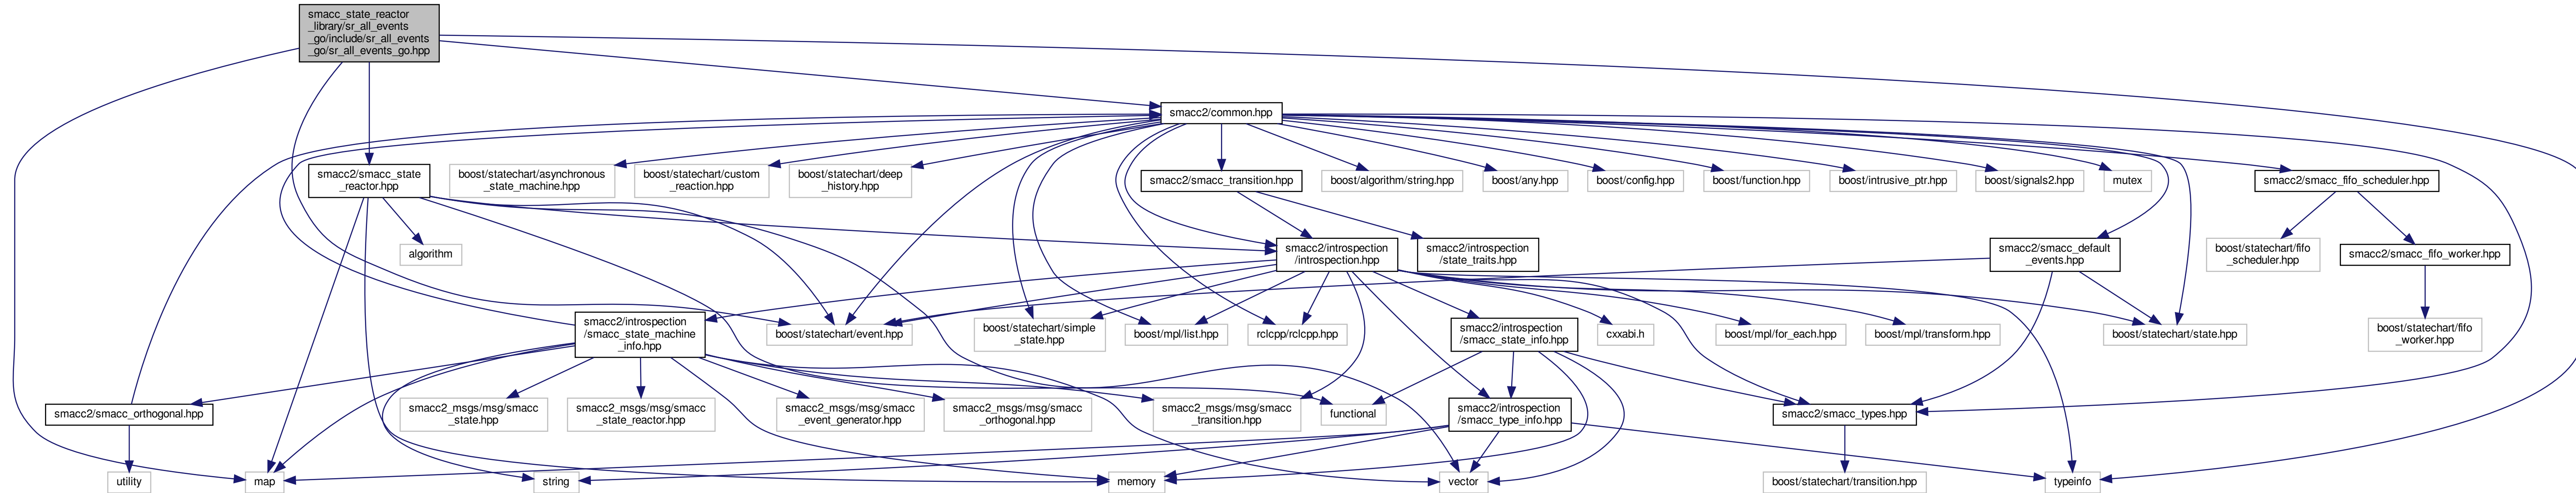 smacc_state_reactor
_library/sr_all_events
_go/include/sr_all_events
_go/sr_all_events_go.hpp
smacc2/common.hpp
smacc2/smacc_state
_reactor.hpp
boost/statechart/asynchronous
_state_machine.hpp
boost/statechart/custom
_reaction.hpp
boost/statechart/deep
_history.hpp
smacc2/smacc_transition.hpp
boost/algorithm/string.hpp
boost/any.hpp
boost/config.hpp
boost/function.hpp
boost/intrusive_ptr.hpp
boost/signals2.hpp
mutex
smacc2/smacc_fifo_scheduler.hpp
algorithm
smacc2/introspection
/introspection.hpp
smacc2/introspection
/state_traits.hpp
smacc2/smacc_default
_events.hpp
boost/statechart/fifo
_scheduler.hpp
smacc2/smacc_fifo_worker.hpp
smacc2/introspection
/smacc_state_machine
_info.hpp
boost/statechart/event.hpp
boost/statechart/simple
_state.hpp
boost/mpl/list.hpp
rclcpp/rclcpp.hpp
smacc2/introspection
/smacc_state_info.hpp
cxxabi.h
boost/mpl/for_each.hpp
boost/mpl/transform.hpp
boost/statechart/state.hpp
boost/statechart/fifo
_worker.hpp
smacc2/smacc_orthogonal.hpp
smacc2_msgs/msg/smacc
_state.hpp
smacc2_msgs/msg/smacc
_state_reactor.hpp
smacc2_msgs/msg/smacc
_event_generator.hpp
smacc2_msgs/msg/smacc
_orthogonal.hpp
smacc2_msgs/msg/smacc
_transition.hpp
functional
smacc2/introspection
/smacc_type_info.hpp
smacc2/smacc_types.hpp
utility
map
string
memory
vector
boost/statechart/transition.hpp
typeinfo